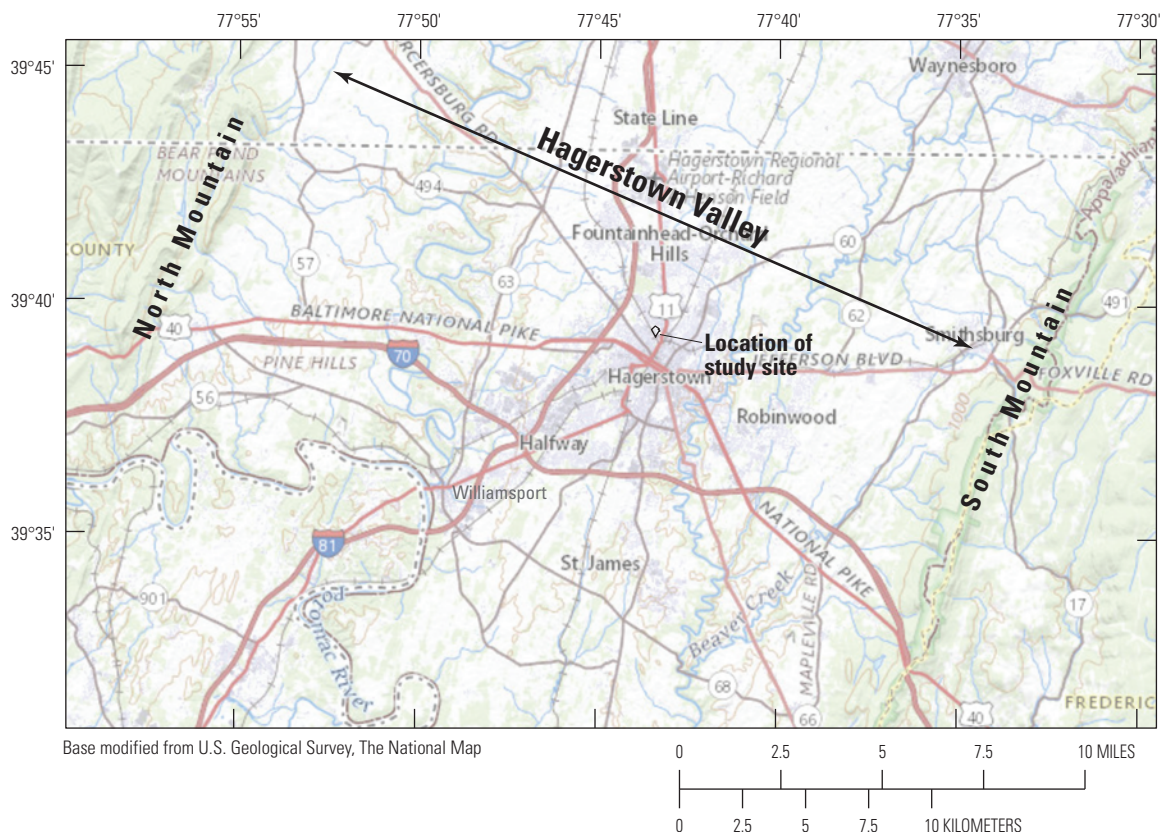 77°55'
77°50'
77°45'
77°40'
77°35'
77°30'
39°45'
39°40'
39°35'
RCERSBURG RD
Waynesboro
State Line
Hagerstown Valley
North Mountain
MOUNTAINS
Hagerstown Regional
Airport-Richard
Field
494
Appalachian
COUNTY
Fountainhead-Orchard
Hills
60
57
63
11
62
491
40
BALTIMORE NATIONAL PIKE
Location of
study site
Smithsburg
JEFFERSON BLVD
70
PINE HILLS
Hagerstown
FOXVILLE RD
South Mountain
56
Robinwood
1000
Halfway
Williamsport
81
NATIONAL PIKE
St. James
901
Potomac River
Beaver Creek
MAPLEVILLE RD
17
68
66
FREDERIC
40
Base modified from U.S. Geological Survey, The National Map
0 2.5 5 7.5 10 MILES
0 2.5 5 7.5 10 KILOMETERS